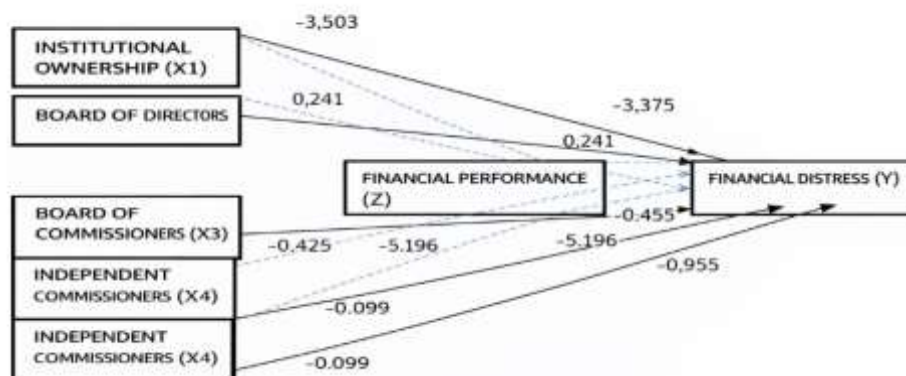 -3,503
INSTITUTIONAL
OWNERSHIP (X1)
0,241
-3,375
BOARD OF DIRECTORS
0,241
FINANCIAL PERFORMANCE
(Z)
FINANCIAL DISTRESS (Y)
BOARD OF
COMMISSIONERS (X3)
-0.455
-0.425
-5.196
-5.196
-0,955
INDEPENDENT
COMMISSIONERS (X4)
-0.099
INDEPENDENT
COMMISSIONERS (X4)
-0.099